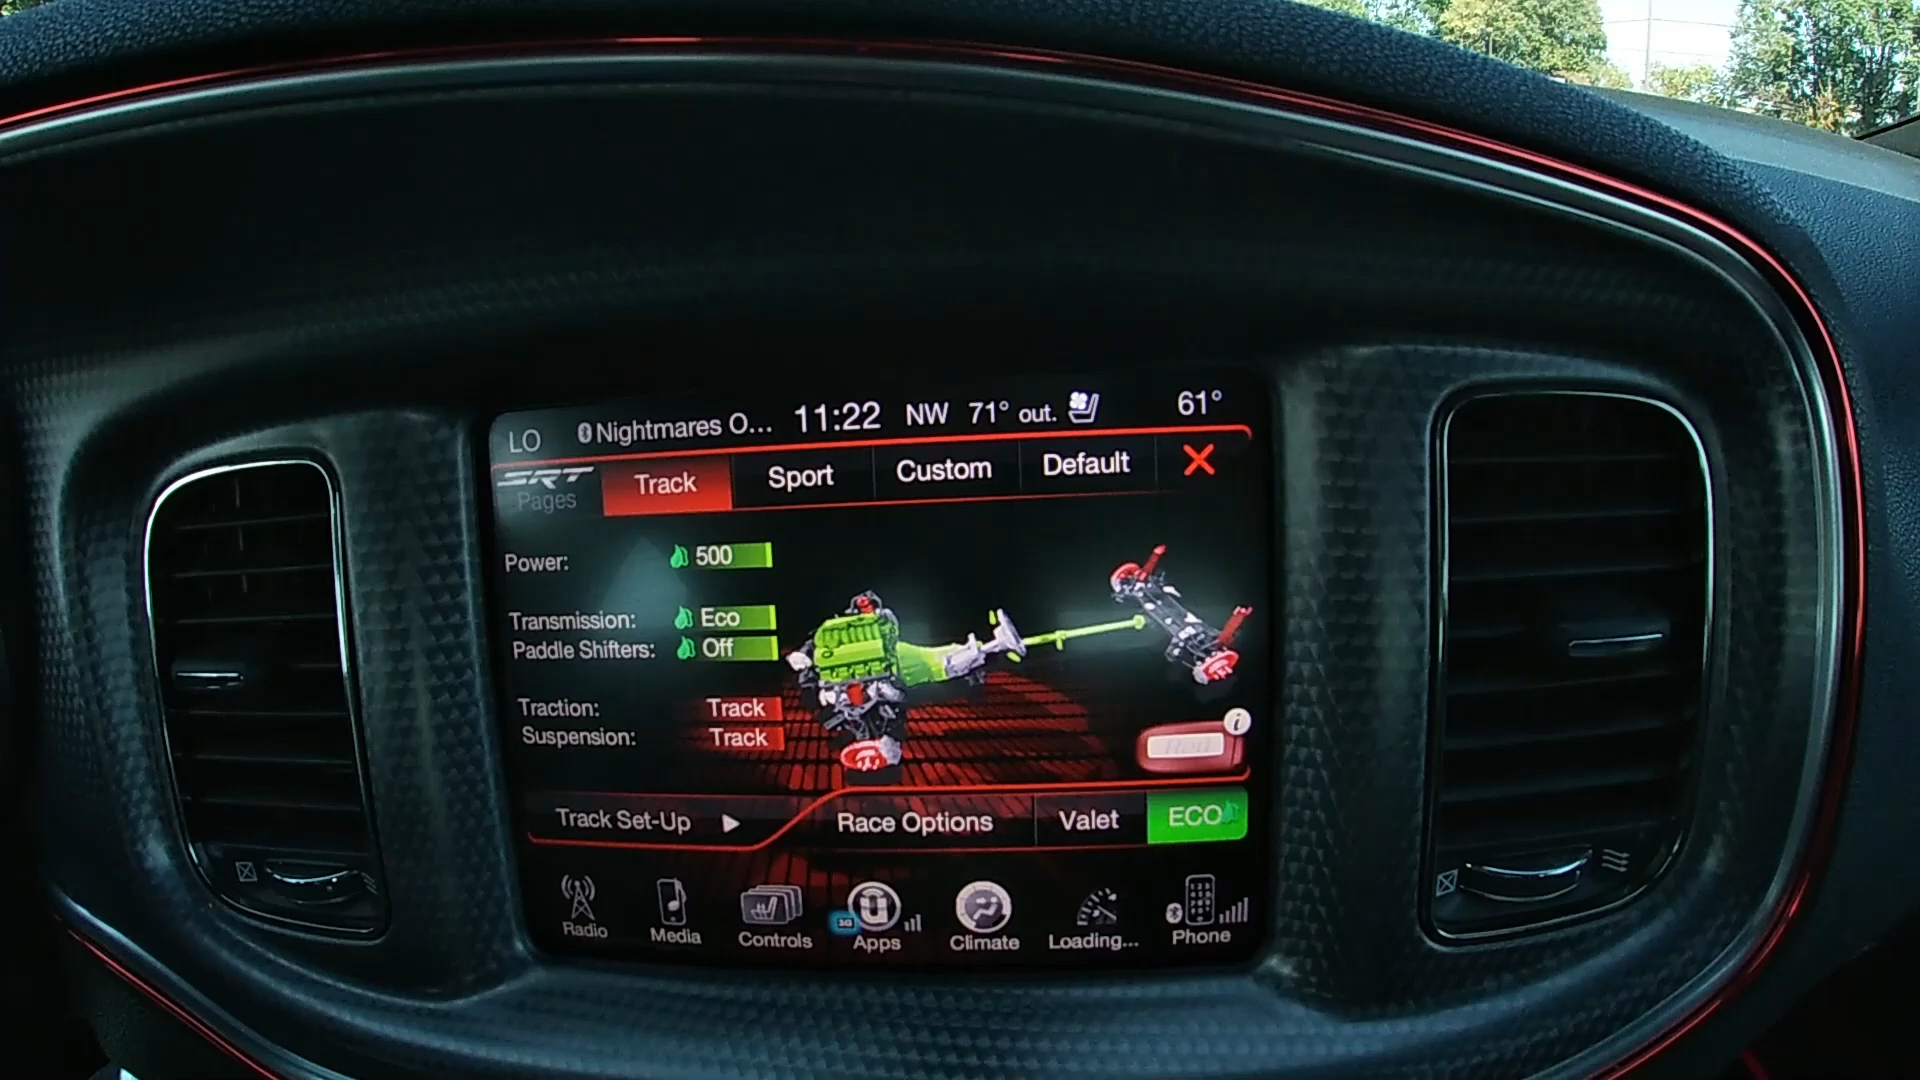 LO Nightmares O... 11:22 NW 71° out. 61°
SRT Pages Track Sport Custom Default X
Power: 500
Transmission: Eco
Paddle Shifters: Off
Traction: Track
Suspension: Track
i
Track Set-Up Race Options Valet ECO
3G
Radio Media Controls Apps Climate Loading... Phone